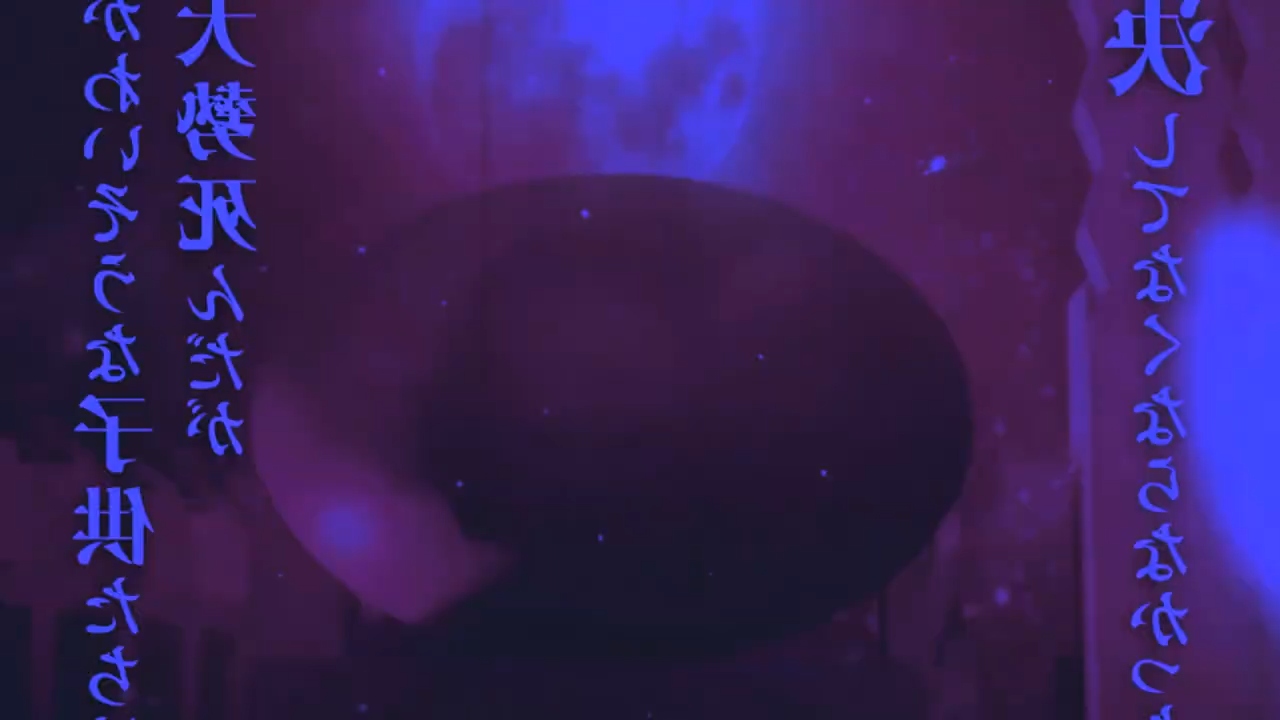 かわいそうな子供たち
大勢死んだが
決してなくならなかった